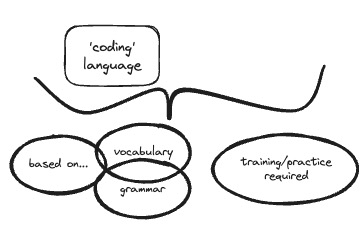 'coding'
language
based on...
vocabulary
grammar
training/practice
required